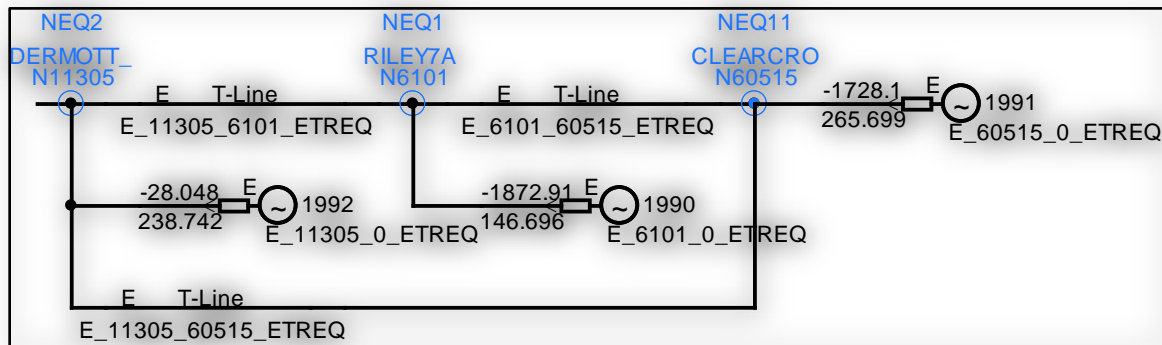 NEQ2
DERMOTT_
N11305
NEQ1
RILEY7A
N6101
NEQ11
CLEARCRO
N60515
E T-Line
E_11305_6101_ETREQ
E T-Line
E_6101_60515_ETREQ
-1728.1 E
265.699
1991
E_60515_0_ETREQ
-28.048 E
238.742
1992
E_11305_0_ETREQ
-1872.91 E
146.696
1990
E_6101_0_ETREQ
E T-Line
E_11305_60515_ETREQ